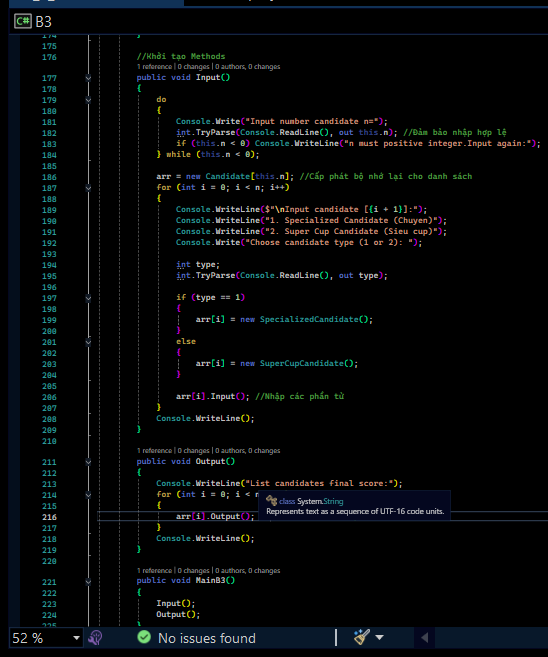 C# B3
174 }
175
176 //Khởi tạo Methods
1 reference | 0 changes | 0 authors, 0 changes
177 public void Input()
178 {
179 do
180 {
181 Console.Write("Input number candidate n=");
182 int.TryParse(Console.ReadLine(), out this.n); //Đảm bảo nhập hợp lệ
183 if (this.n < 0) Console.WriteLine("n must positive integer.Input again:");
184 } while (this.n < 0);
185
186 arr = new Candidate[this.n]; //Cấp phát bộ nhớ lại cho danh sách
187 for (int i = 0; i < n; i++)
188 {
189 Console.WriteLine($"\nInput candidate [{i + 1}]:");
190 Console.WriteLine("1. Specialized Candidate (Chuyen)");
191 Console.WriteLine("2. Super Cup Candidate (Sieu cup)");
192 Console.Write("Choose candidate type (1 or 2): ");
193
194 int type;
195 int.TryParse(Console.ReadLine(), out type);
196
197 if (type == 1)
198 {
199 arr[i] = new SpecializedCandidate();
200 }
201 else
202 {
203 arr[i] = new SuperCupCandidate();
204 }
205
206 arr[i].Input(); //Nhập các phần tử
207 }
208 Console.WriteLine();
209 }
210
1 reference | 0 changes | 0 authors, 0 changes
211 public void Output()
212 {
213 Console.WriteLine("List candidates final score:");
214 for (int i = 0; i < n
class System.String
215 {
Represents text as a sequence of UTF-16 code units.
216 arr[i].Output();
217 }
218 Console.WriteLine();
219 }
220
1 reference | 0 changes | 0 authors, 0 changes
221 public void MainB3()
222 {
223 Input();
224 Output();
225
52 % No issues found